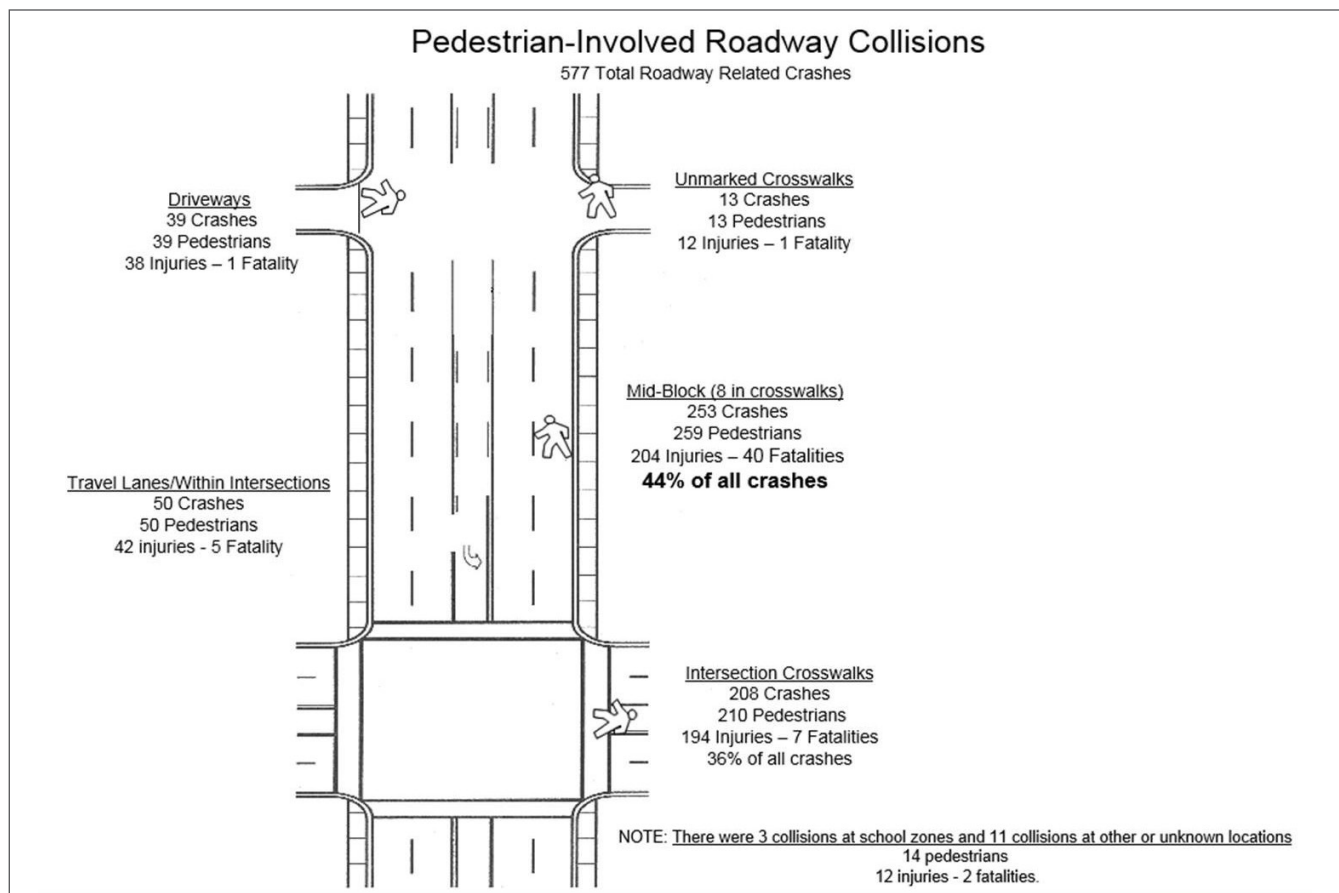 Pedestrian-Involved Roadway Collisions
577 Total Roadway Related Crashes
Driveways
39 Crashes
39 Pedestrians
38 Injuries – 1 Fatality
Unmarked Crosswalks
13 Crashes
13 Pedestrians
12 Injuries – 1 Fatality
Mid-Block (8 in crosswalks)
253 Crashes
259 Pedestrians
204 Injuries – 40 Fatalities
44% of all crashes
Travel Lanes/Within Intersections
50 Crashes
50 Pedestrians
42 injuries - 5 Fatality
Intersection Crosswalks
208 Crashes
210 Pedestrians
194 Injuries – 7 Fatalities
36% of all crashes
NOTE: There were 3 collisions at school zones and 11 collisions at other or unknown locations
14 pedestrians
12 injuries - 2 fatalities.